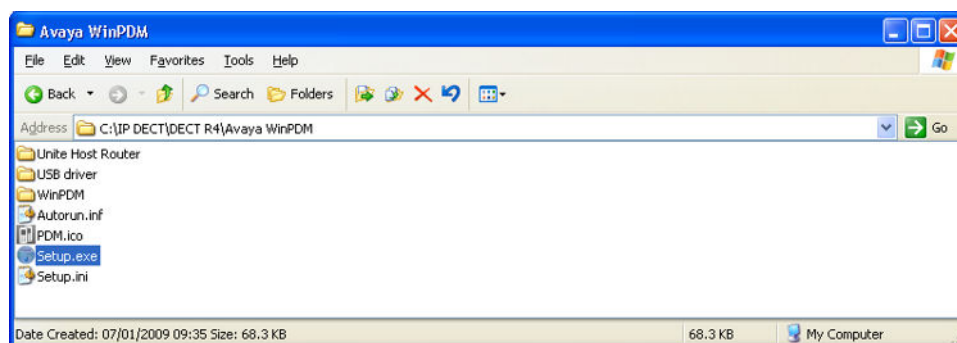 Avaya WinPDM
File Edit View Favorites Tools Help
Back Search Folders
Address C:\IP DECT\DECT R4\Avaya WinPDM Go
Unite Host Router
USB driver
WinPDM
Autorun.inf
PDM.ico
Setup.exe
Setup.ini
Date Created: 07/01/2009 09:35 Size: 68.3 KB 68.3 KB My Computer